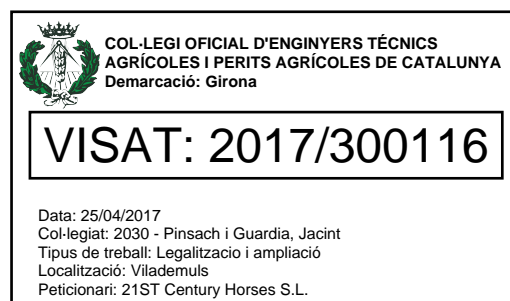 COL·LEGI OFICIAL D'ENGINYERS TÉCNICS
AGRÍCOLES I PERITS AGRÍCOLES DE CATALUNYA
Demarcació: Girona
VISAT: 2017/300116
Data: 25/04/2017
Col·legiat: 2030 - Pinsach i Guardia, Jacint
Tipus de treball: Legalitzacio i ampliació
Localització: Vilademuls
Peticionari: 21ST Century Horses S.L.